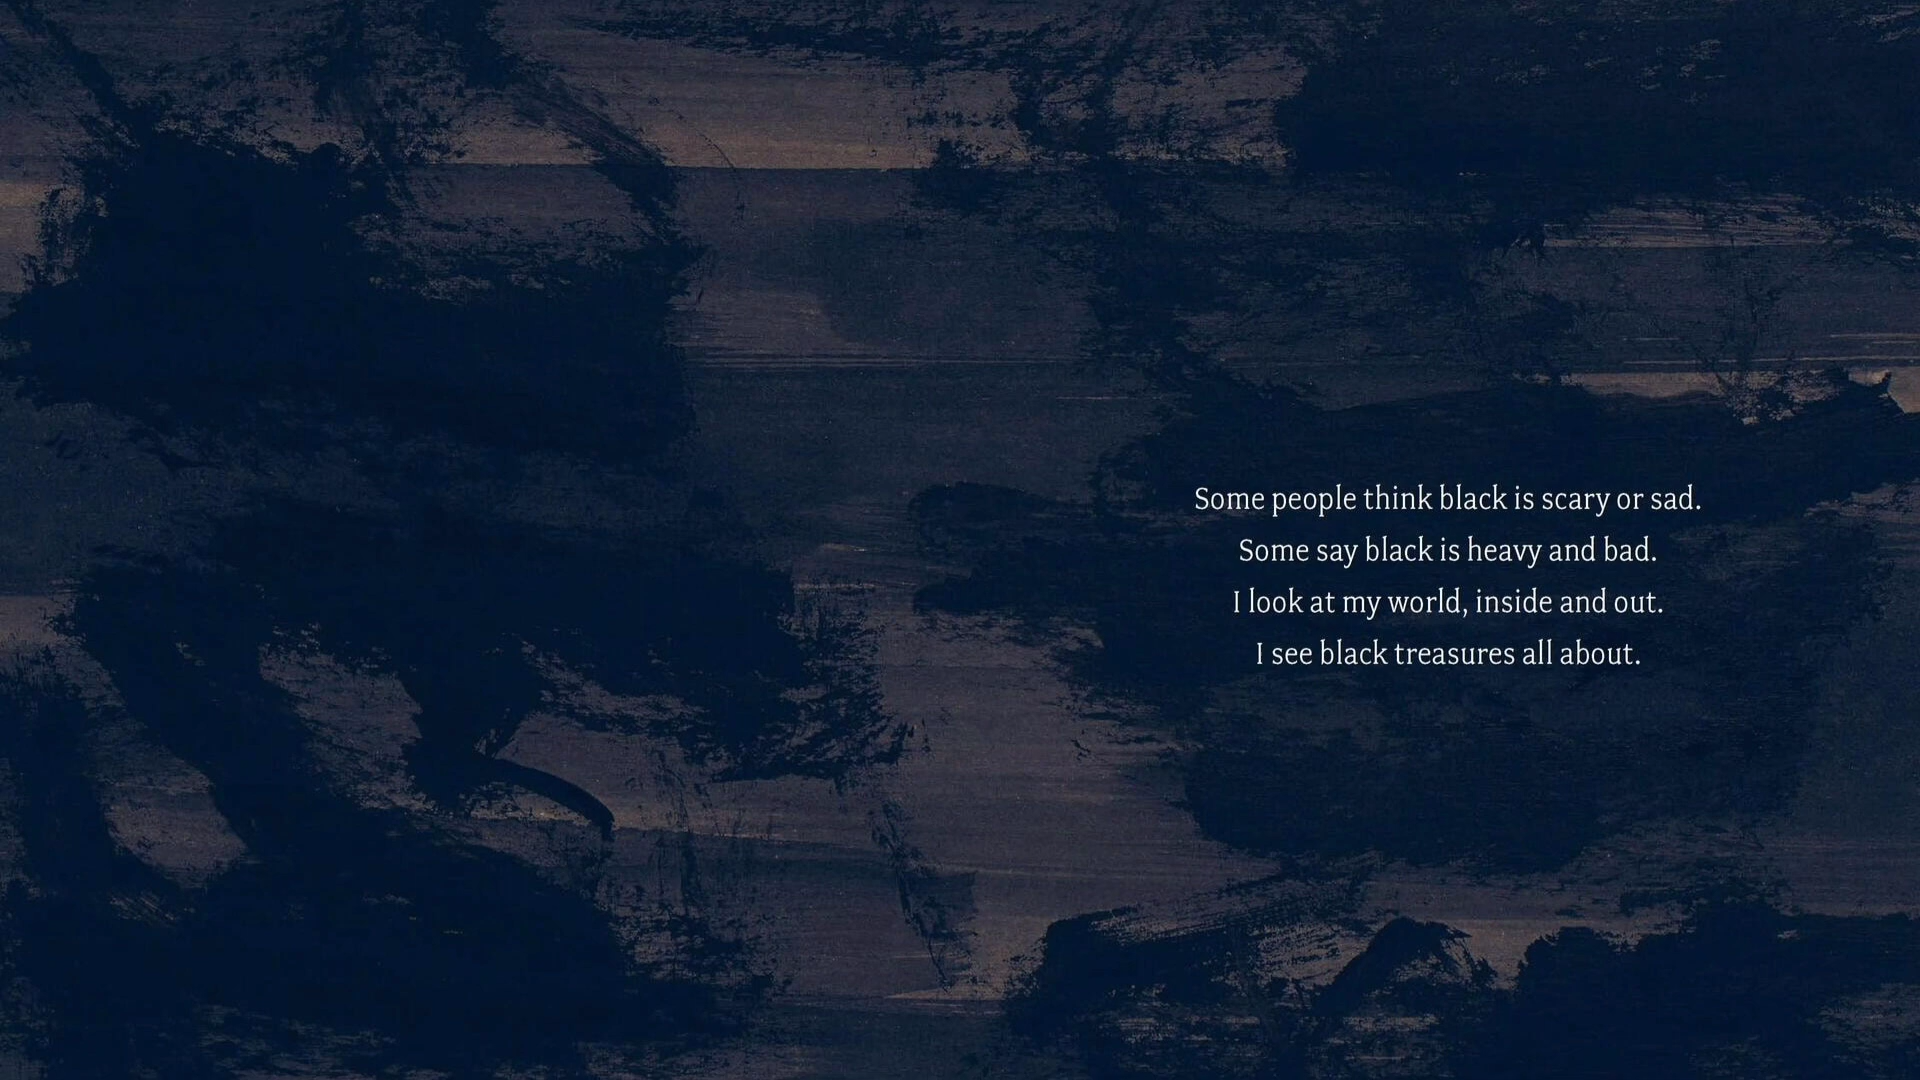 Some people think black is scary or sad.
Some say black is heavy and bad.
I look at my world, inside and out.
I see black treasures all about.